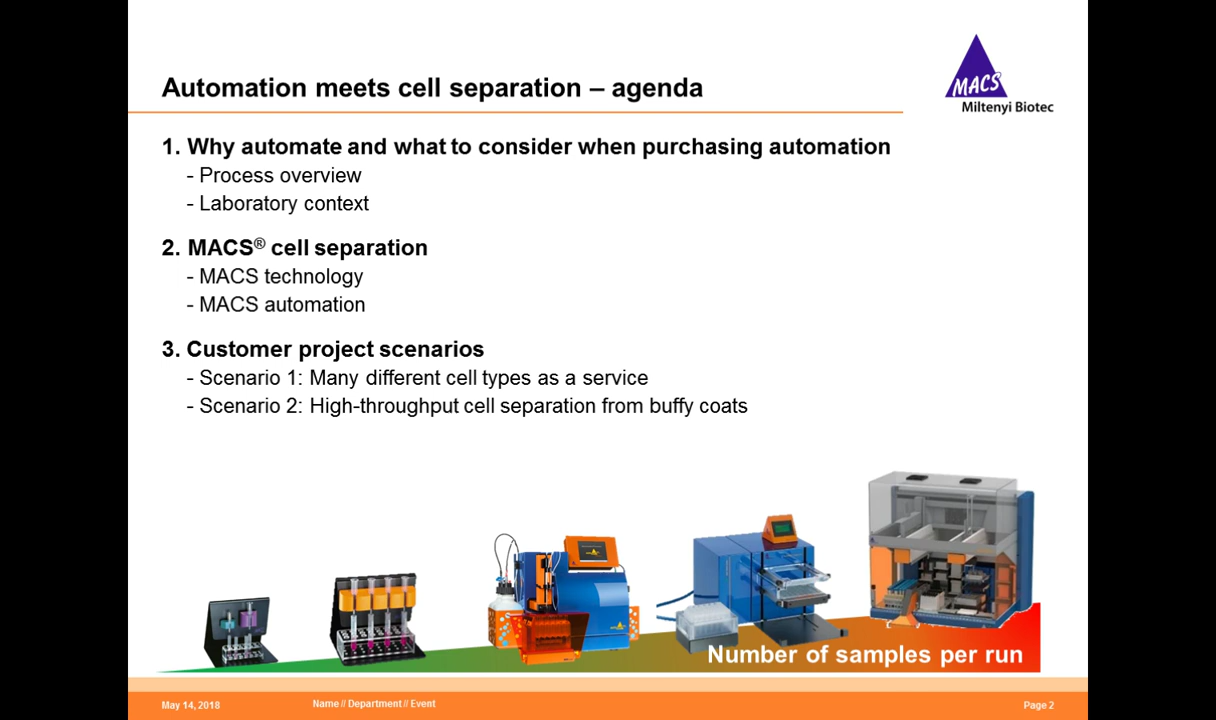 Automation meets cell separation – agenda
MACS
Miltenyi Biotec
1. Why automate and what to consider when purchasing automation
- Process overview
- Laboratory context
2. MACS® cell separation
- MACS technology
- MACS automation
3. Customer project scenarios
- Scenario 1: Many different cell types as a service
- Scenario 2: High-throughput cell separation from buffy coats
Number of samples per run
May 14, 2018
Name // Department // Event
Page 2